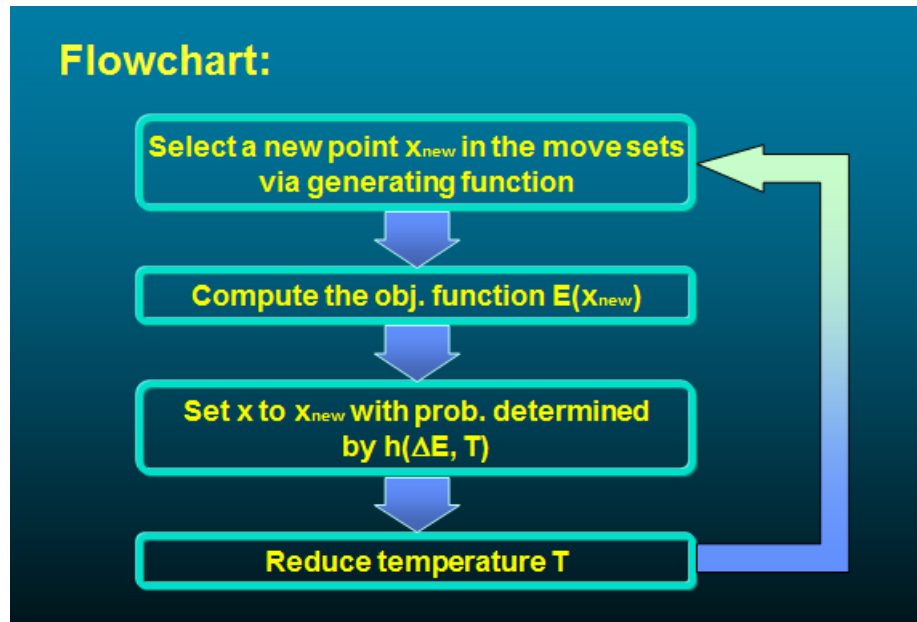 Flowchart:
Select a new point xnew in the move sets
via generating function
Compute the obj. function E(xnew)
Set x to xnew with prob. determined
by h(ΔE, T)
Reduce temperature T